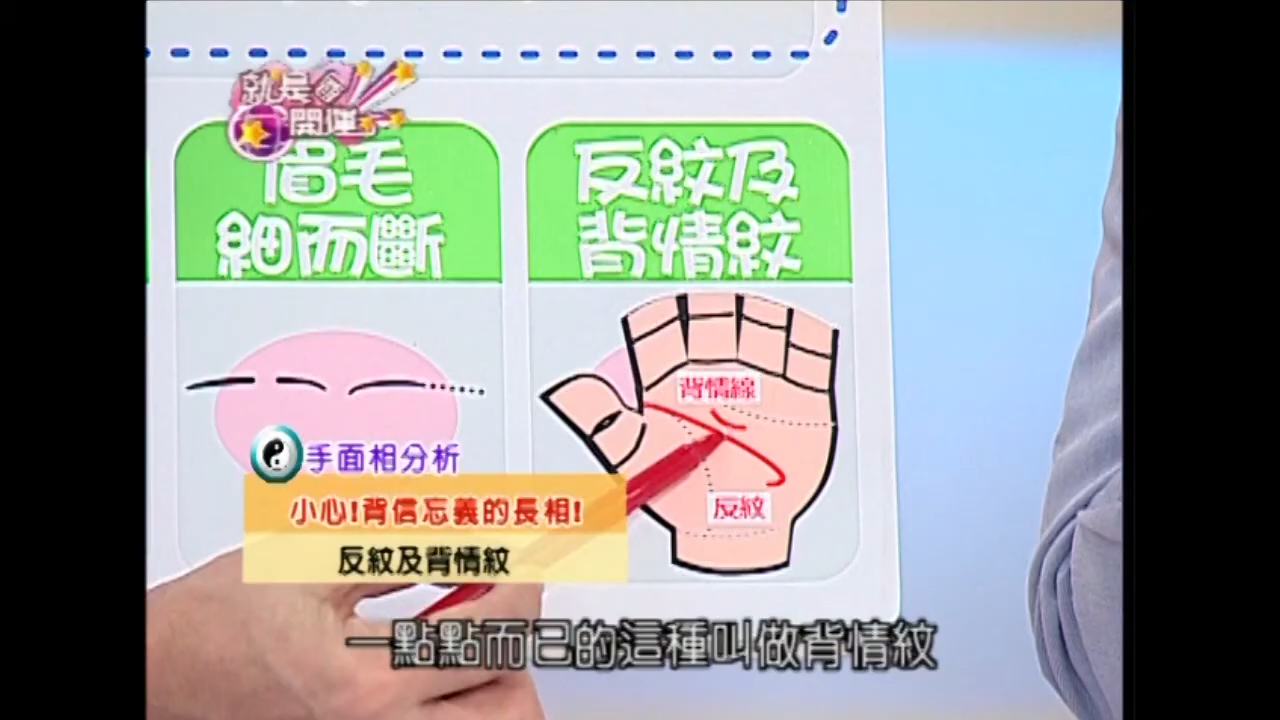 就是愛
開運
眉毛
細而斷
反紋及
背情紋
背情線
反紋
手面相分析
小心!背信忘義的長相!
反紋及背情紋
一點點而已的這種叫做背情紋